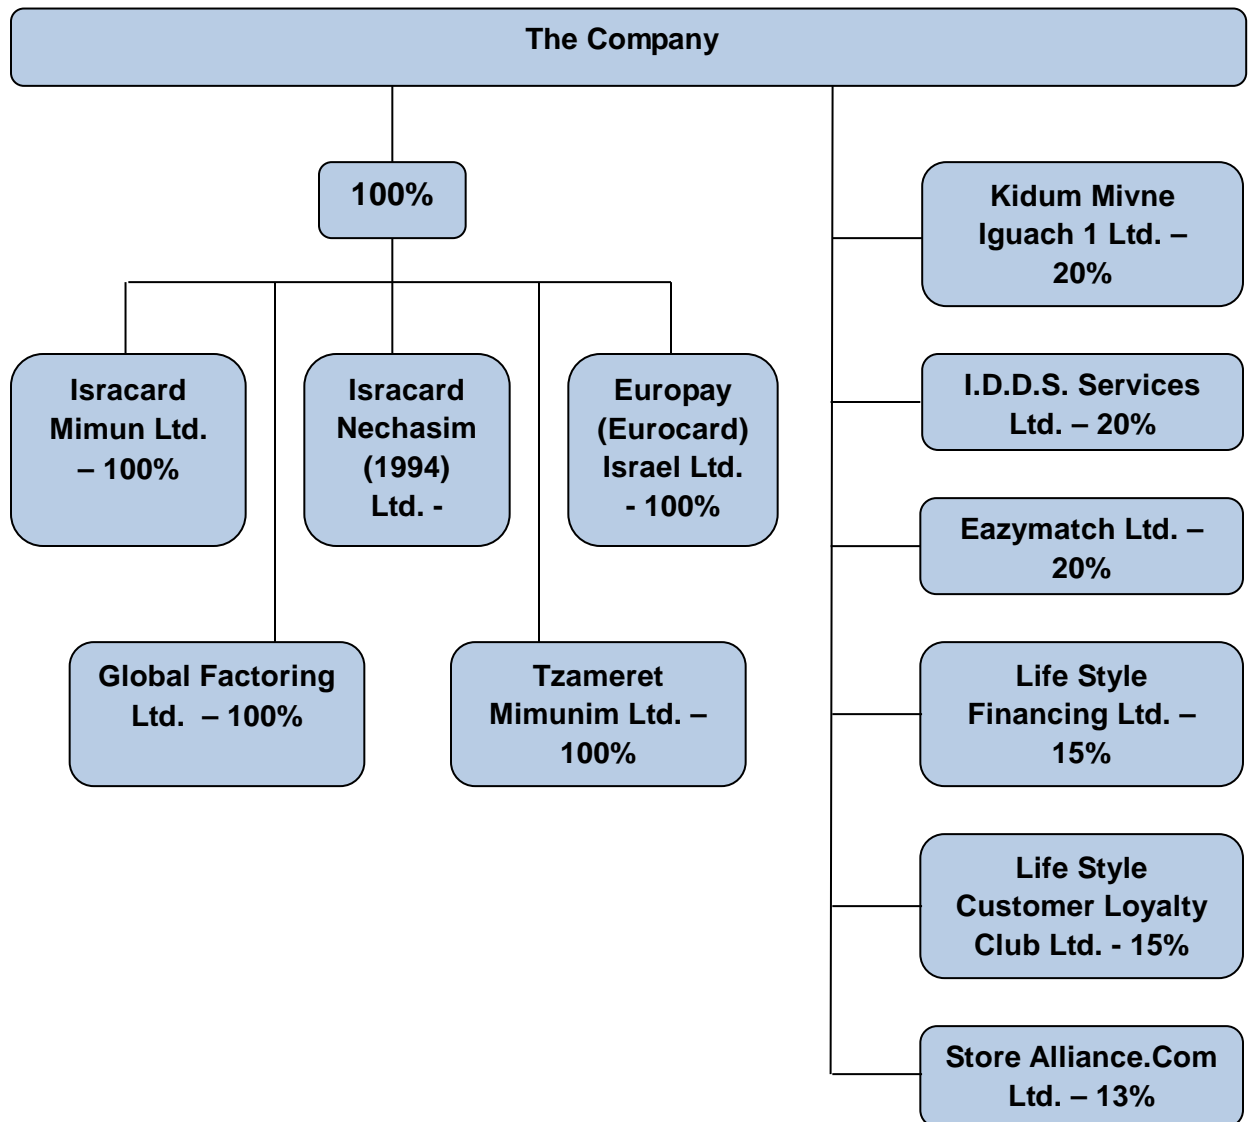 The Company
100%
Isracard
Mimun Ltd.
– 100%
Isracard
Nechasim
(1994)
Ltd. -
Europay
(Eurocard)
Israel Ltd.
- 100%
Global Factoring
Ltd. – 100%
Tzameret
Mimunim Ltd. –
100%
Kidum Mivne
Iguach 1 Ltd. –
20%
I.D.D.S. Services
Ltd. – 20%
Eazymatch Ltd. –
20%
Life Style
Financing Ltd. –
15%
Life Style
Customer Loyalty
Club Ltd. - 15%
Store Alliance.Com
Ltd. – 13%